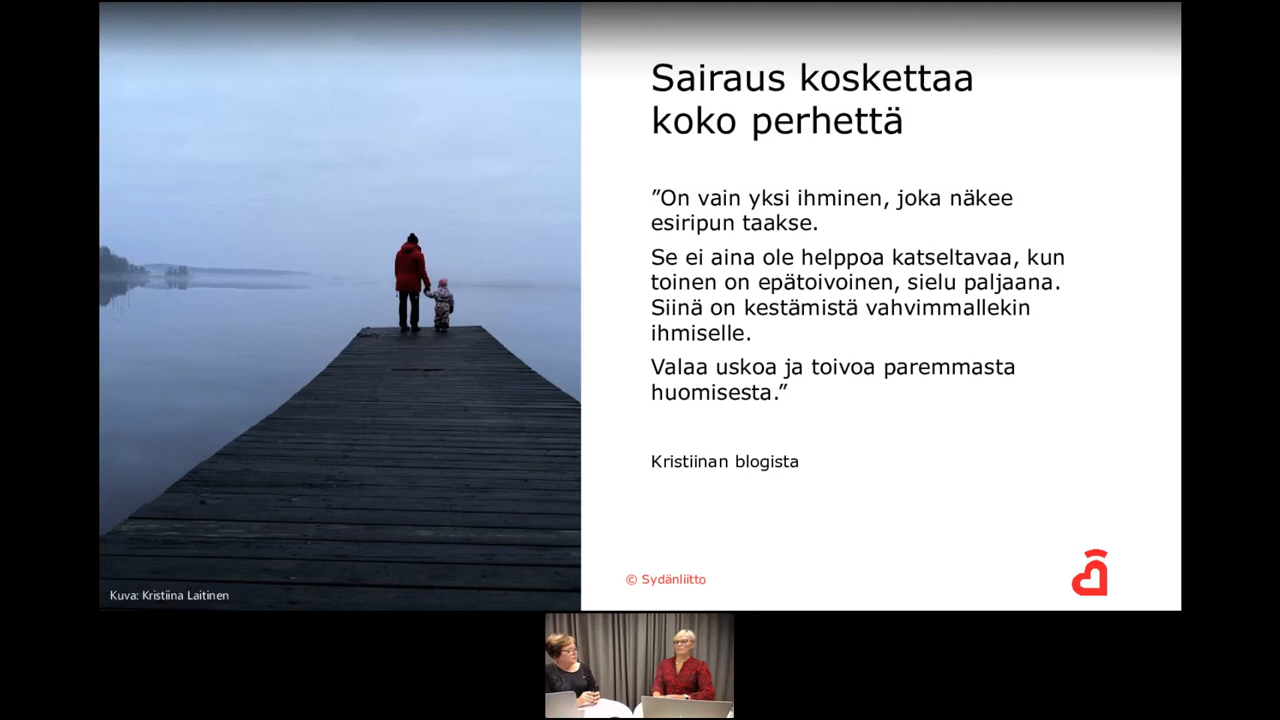 Sairaus koskettaa
koko perhettä
”On vain yksi ihminen, joka näkee
esiripun taakse.
Se ei aina ole helppoa katseltavaa, kun
toinen on epätoivoinen, sielu paljaana.
Siinä on kestämistä vahvimmallekin
ihmiselle.
Valaa uskoa ja toivoa paremmasta
huomisesta.”
Kristiinan blogista
© Sydänliitto
Kuva: Kristiina Laitinen